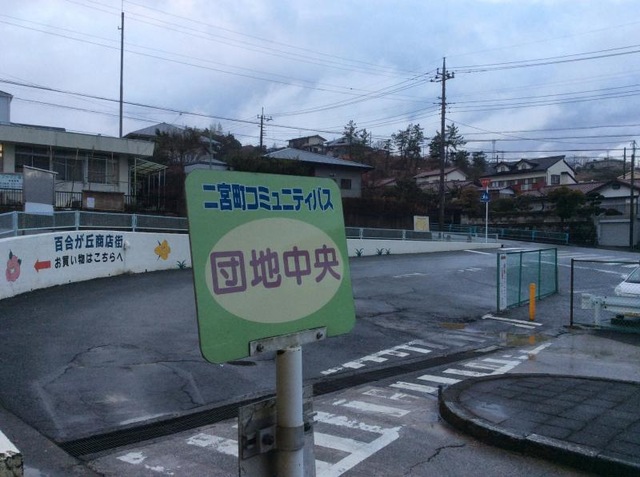 二宮町コミュニティバス
団地中央
百合が丘商店街
お買い物はこちらへ